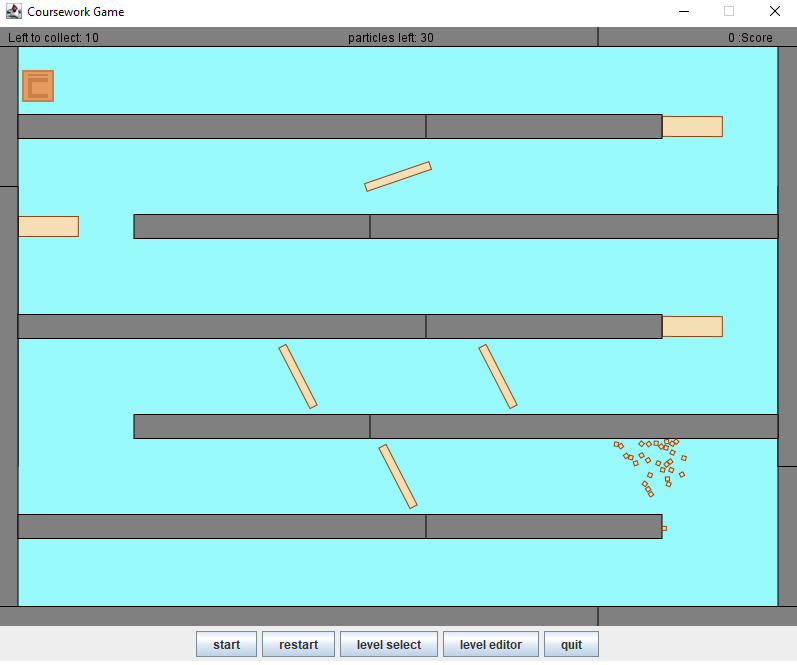 Coursework Game
Left to collect: 10 particles left: 30 0 :Score
start restart level select level editor quit